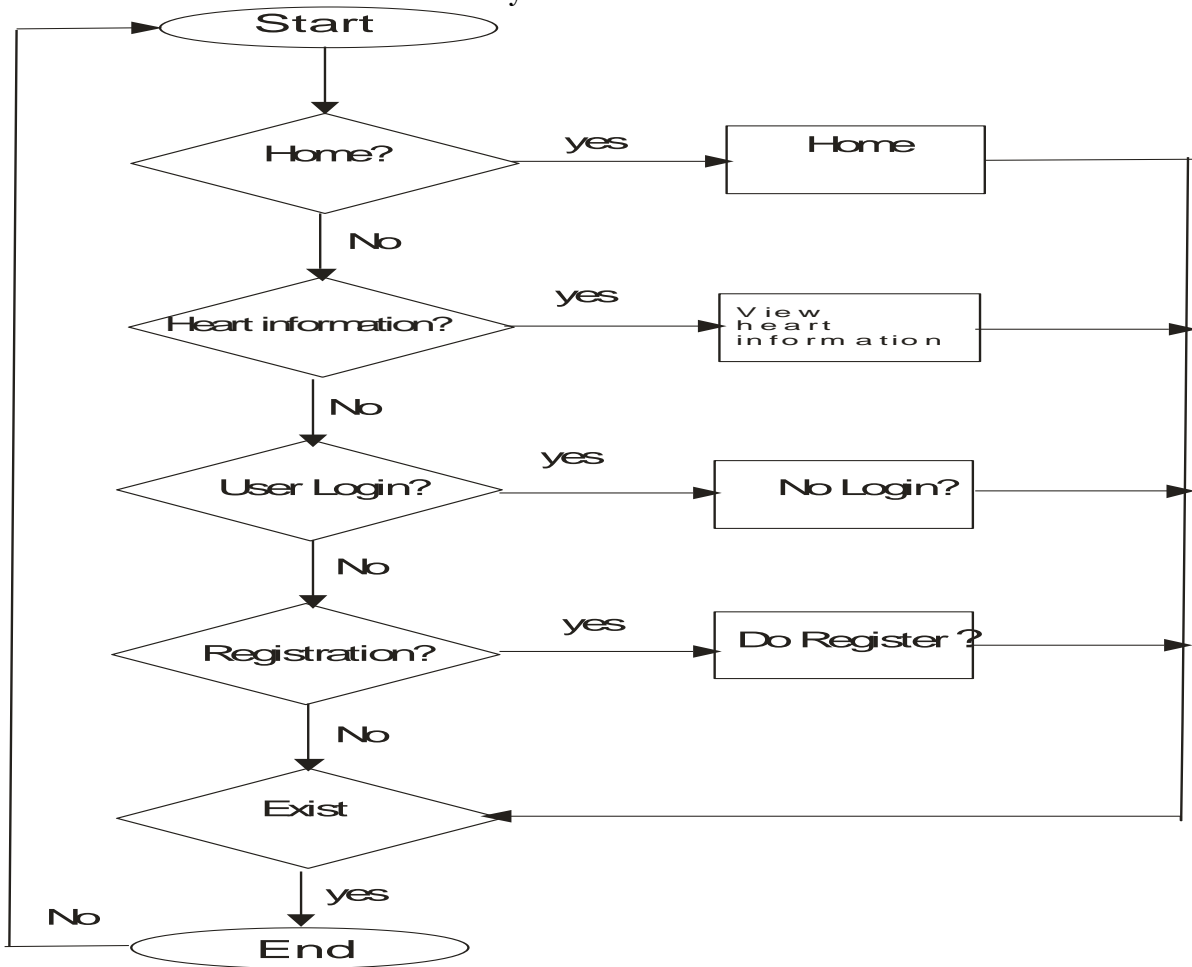 Start
Home?
yes
Home
No
Heart information?
yes
View
heart
information
No
User Login?
yes
No Login?
No
Registration?
yes
Do Register ?
No
Exist
yes
No
End